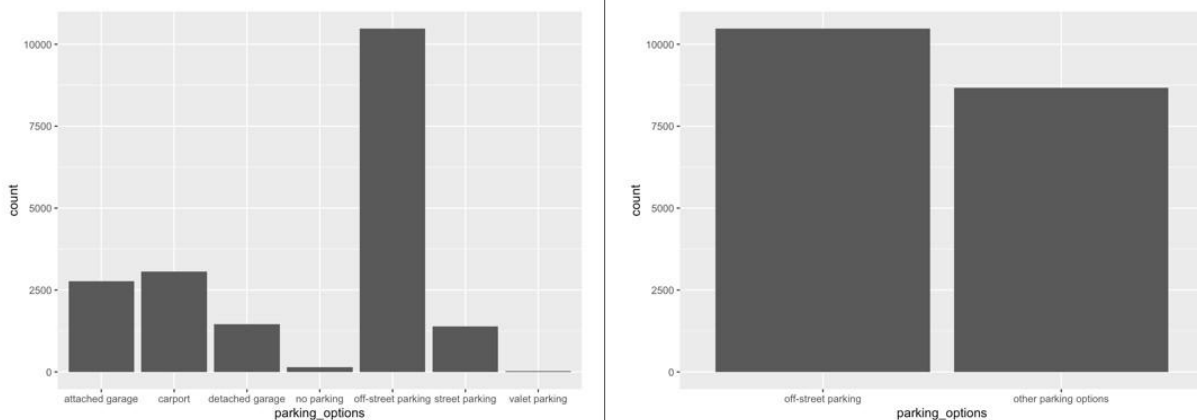 10000
7500
5000
2500
0
count
attached garage carport detached garage no parking off-street parking street parking valet parking
parking_options
10000
7500
5000
2500
0
count
off-street parking other parking options
parking_options